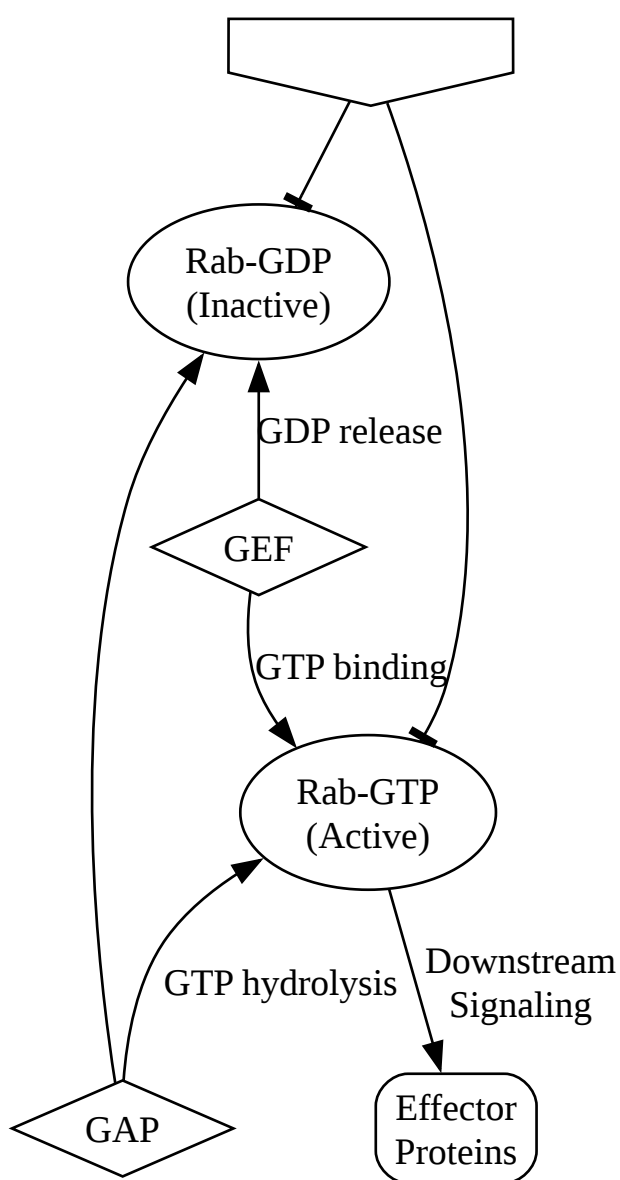 Rab-GDP
(Inactive)
GDP release
GEF
GTP binding
Rab-GTP
(Active)
GTP hydrolysis
Downstream
Signaling
GAP
Effector
Proteins